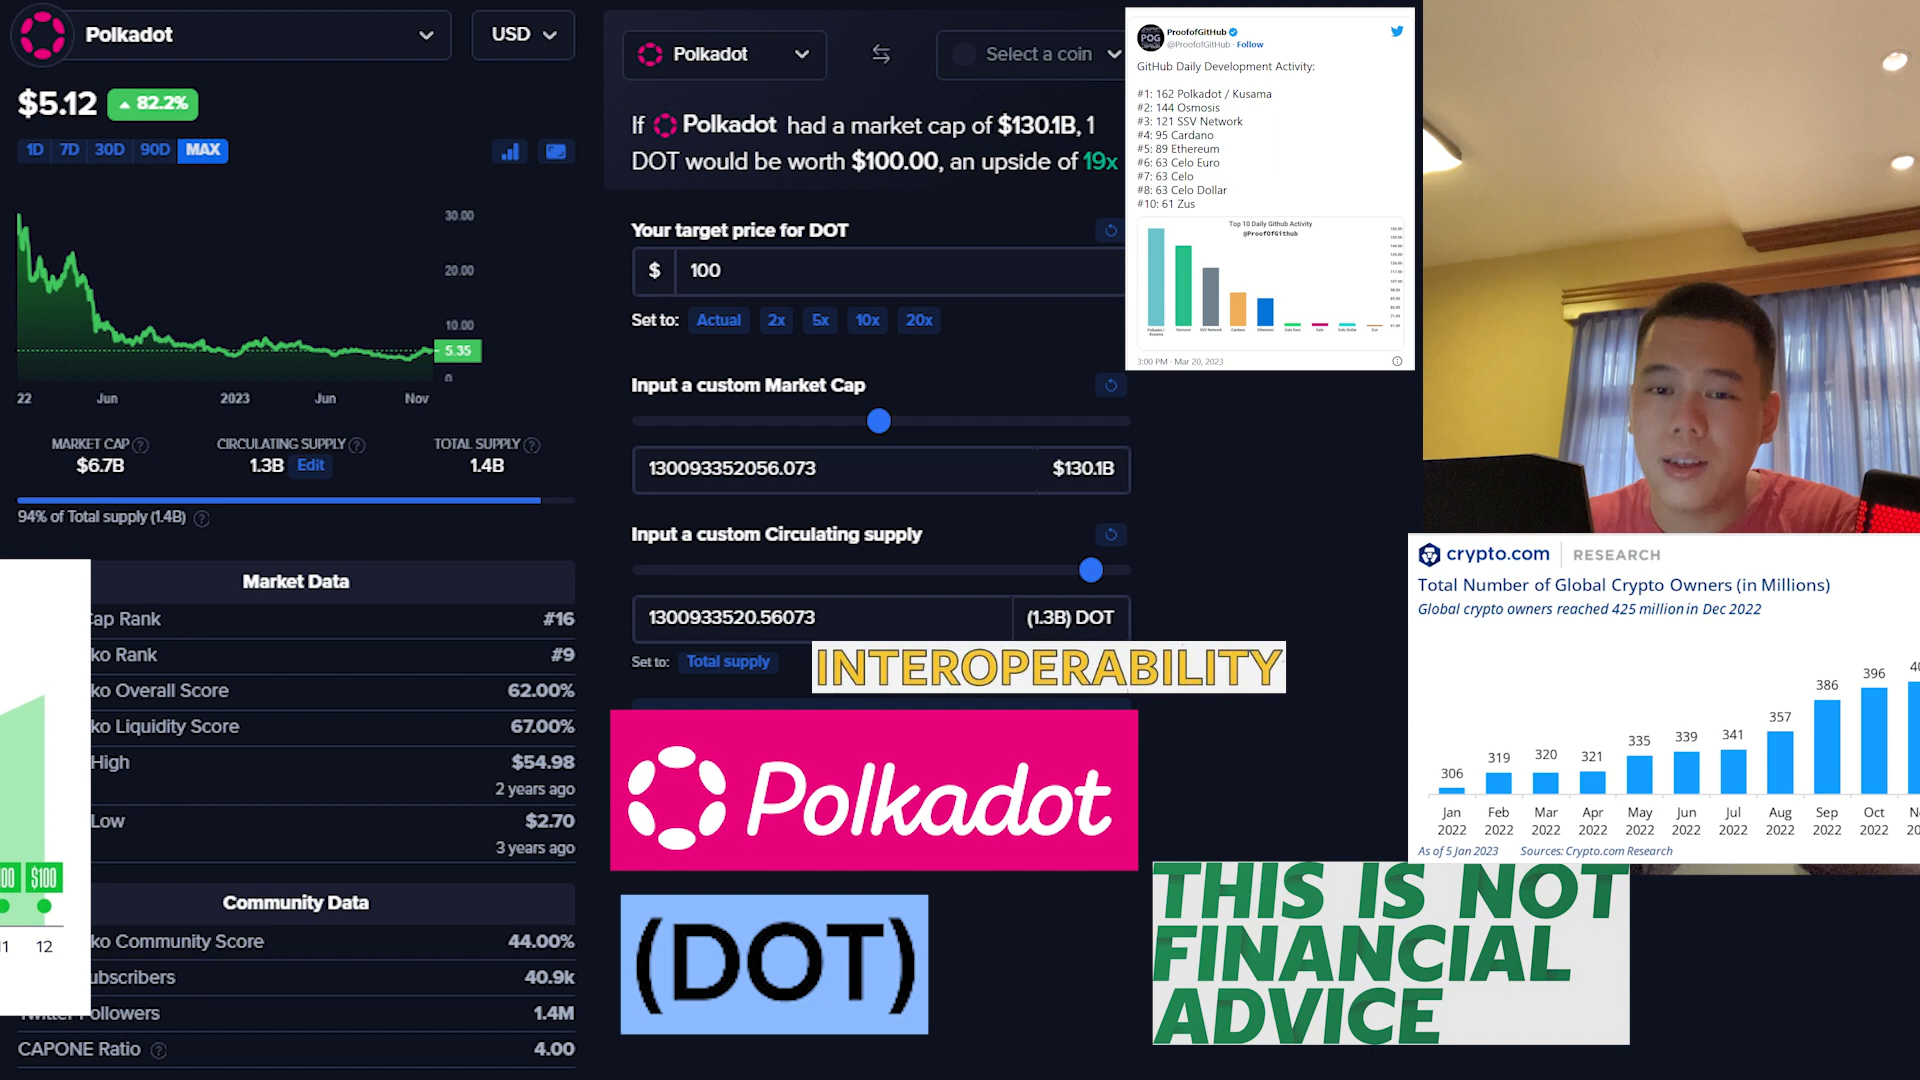 Polkadot
USD
$5.12
82.2%
1D 7D 30D 90D MAX
30.00
20.00
10.00
5.35
0
22 Jun 2023 Jun Nov
MARKET CAP CIRCULATING SUPPLY TOTAL SUPPLY
$6.7B 1.3B Edit 1.4B
94% of Total supply (1.4B)
Market Data
Cap Rank #16
ko Rank #9
ko Overall Score 62.00%
ko Liquidity Score 67.00%
High $54.98
2 years ago
Low $2.70
3 years ago
Community Data
ko Community Score 44.00%
ubscribers 40.9k
Twitter Followers 1.4M
CAPONE Ratio 4.00
$100
12
Polkadot
Select a coin
If Polkadot had a market cap of $130.1B, 1
DOT would be worth $100.00, an upside of 19x
Your target price for DOT
$ 100
Set to: Actual 2x 5x 10x 20x
Input a custom Market Cap
130093352056.073 $130.1B
Input a custom Circulating supply
1300933520.56073 (1.3B) DOT
Set to: Total supply
INTEROPERABILITY
Polkadot
(DOT)
POG
ProofofGitHub
@ProofofGitHub · Follow
GitHub Daily Development Activity:
#1: 162 Polkadot / Kusama
#2: 144 Osmosis
#3: 121 SSV Network
#4: 95 Cardano
#5: 89 Ethereum
#6: 63 Celo Euro
#7: 63 Celo
#8: 63 Celo Dollar
#10: 61 Zus
Top 10 Daily Github Activity
@ProofOfGithub
3:00 PM · Mar 20, 2023
crypto.com RESEARCH
Total Number of Global Crypto Owners (in Millions)
Global crypto owners reached 425 million in Dec 2022
306 319 320 321 335 339 341 357 386 396 40
Jan Feb Mar Apr May Jun Jul Aug Sep Oct N
2022 2022 2022 2022 2022 2022 2022 2022 2022 2022 2022
As of 5 Jan 2023 Sources: Crypto.com Research
THIS IS NOT
FINANCIAL
ADVICE